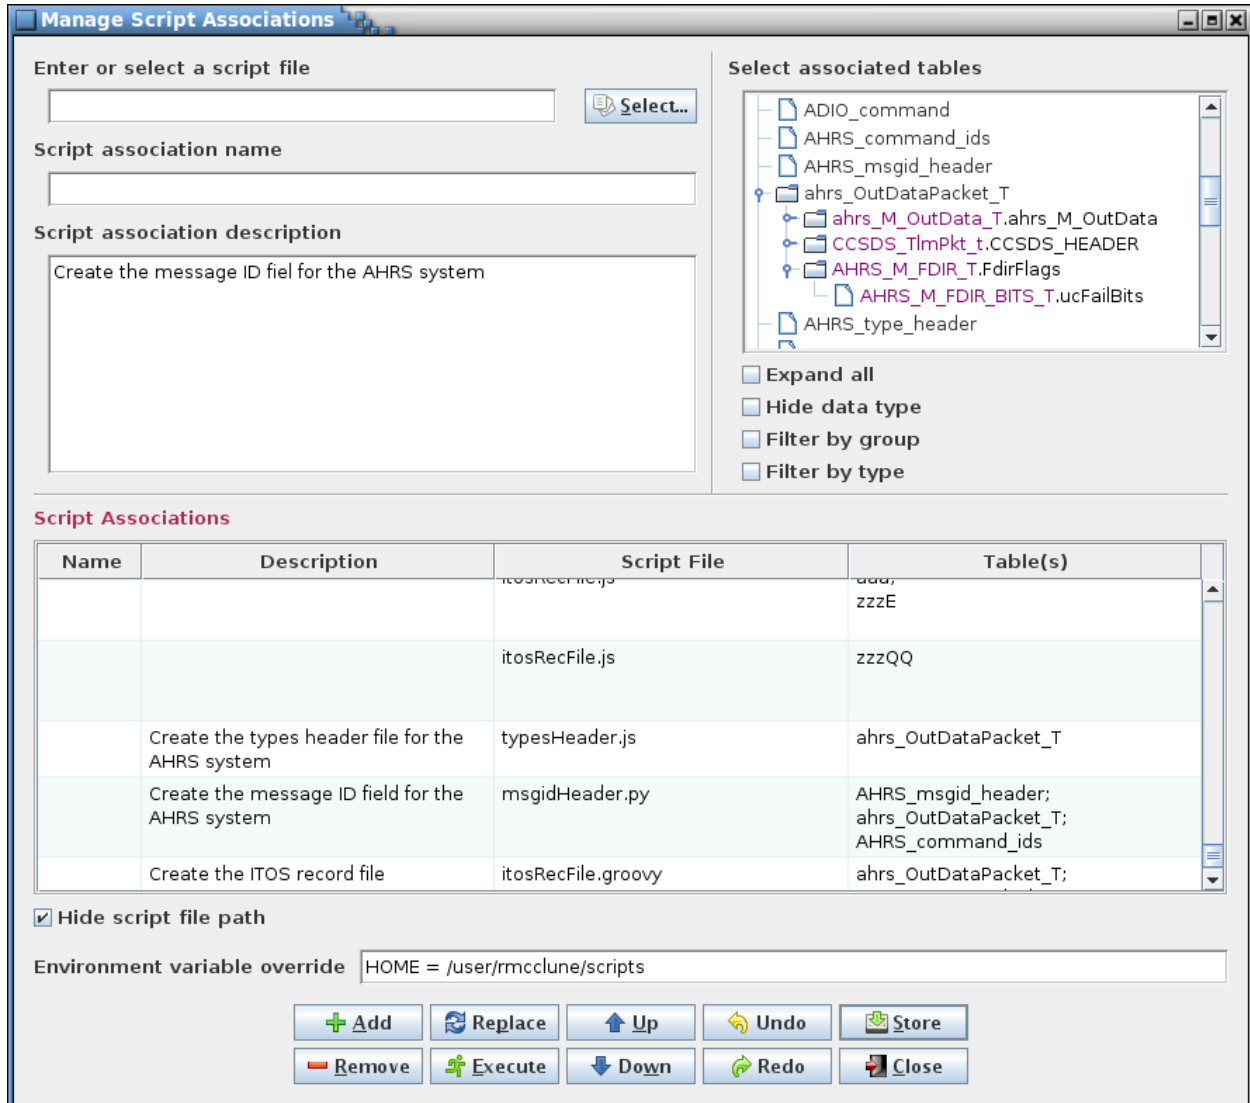 Manage Script Associations
Enter or select a script file
Select...
Script association name
Script association description
Create the message ID fiel for the AHRS system
Select associated tables
ADIO_command
AHRS_command_ids
AHRS_msgid_header
ahrs_OutDataPacket_T
ahrs_M_OutData_T.ahrs_M_OutData
CCSDS_TlmPkt_t.CCSDS_HEADER
AHRS_M_FDIR_T.FdirFlags
AHRS_M_FDIR_BITS_T.ucFailBits
AHRS_type_header
Expand all
Hide data type
Filter by group
Filter by type
Script Associations
Name Description Script File Table(s)
itosRecFile.js aaa;
zzzE
itosRecFile.js zzzQQ
Create the types header file for the typesHeader.js ahrs_OutDataPacket_T
AHRS system
Create the message ID field for the msgidHeader.py AHRS_msgid_header;
AHRS system ahrs_OutDataPacket_T;
AHRS_command_ids
Create the ITOS record file itosRecFile.groovy ahrs_OutDataPacket_T;
Hide script file path
Environment variable override HOME = /user/rmcclune/scripts
Add Replace Up Undo Store
Remove Execute Down Redo Close